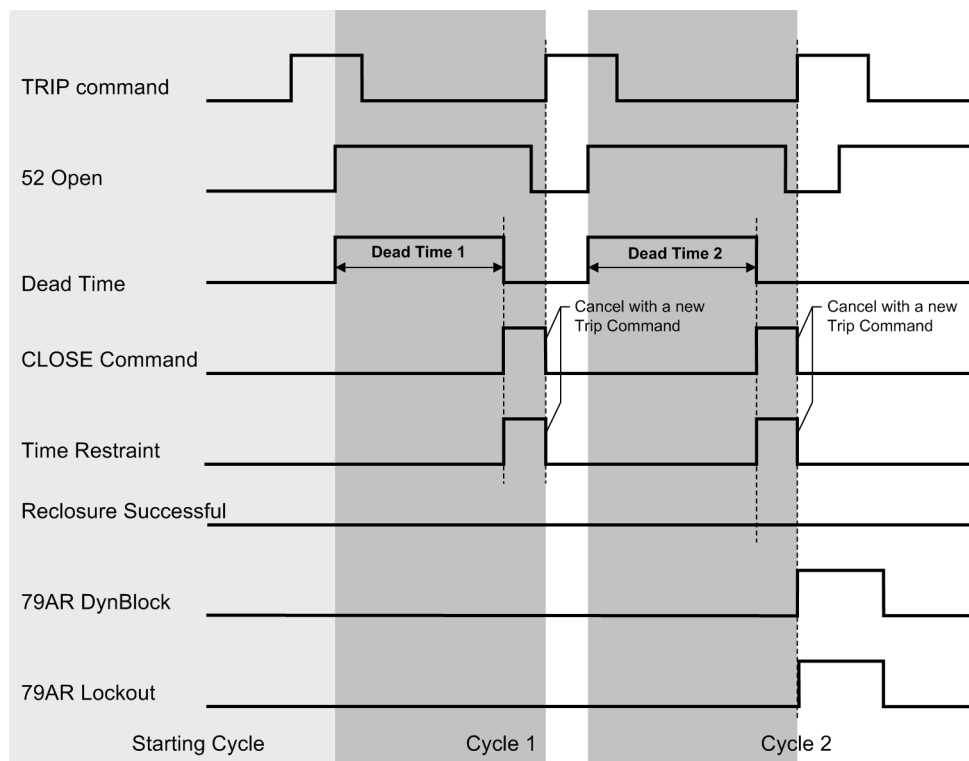 TRIP command
52 Open
Dead Time 1
Dead Time 2
Dead Time
Cancel with a new
Trip Command
Cancel with a new
Trip Command
CLOSE Command
Time Restraint
Reclosure Successful
79AR DynBlock
79AR Lockout
Starting Cycle
Cycle 1
Cycle 2